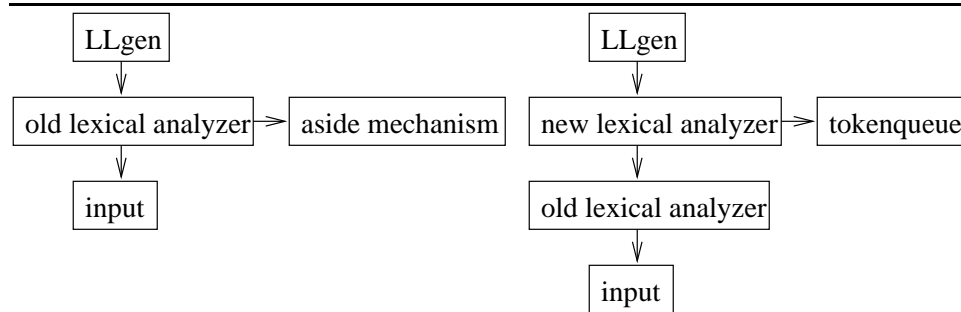 LLgen
old lexical analyzer
aside mechanism
input
LLgen
new lexical analyzer
tokenqueue
old lexical analyzer
input